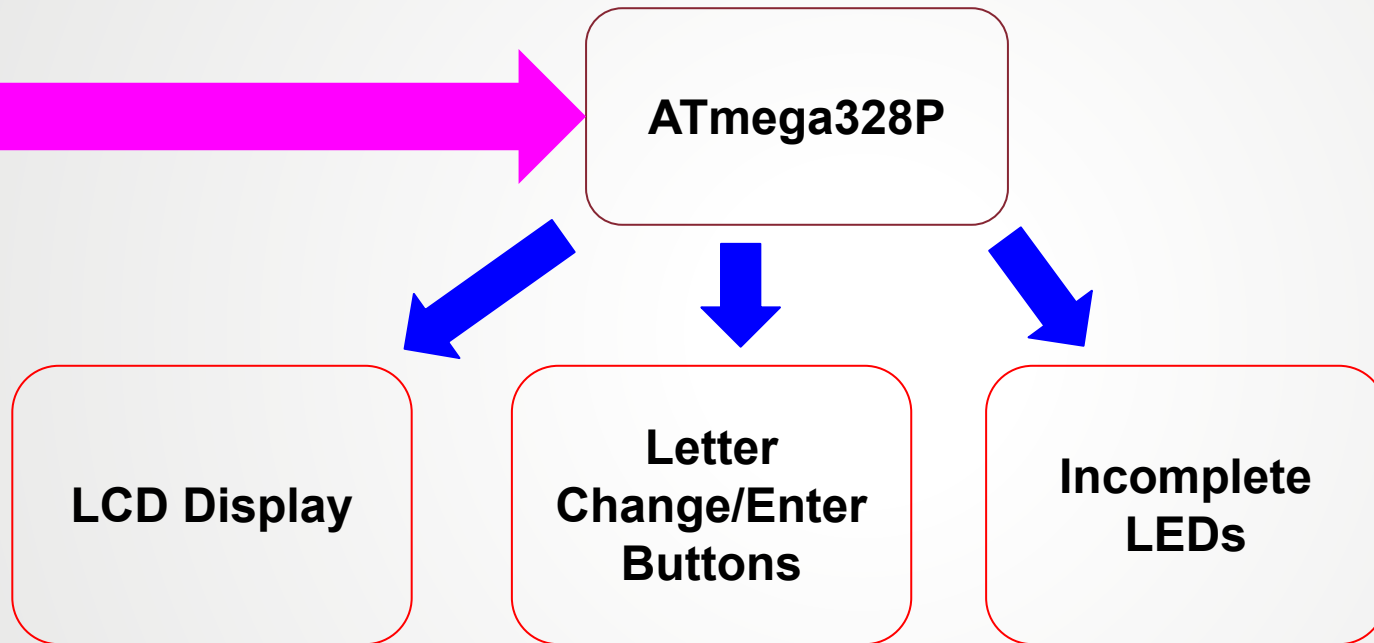 ATmega328P
LCD Display
Letter
Change/Enter
Buttons
Incomplete
LEDs